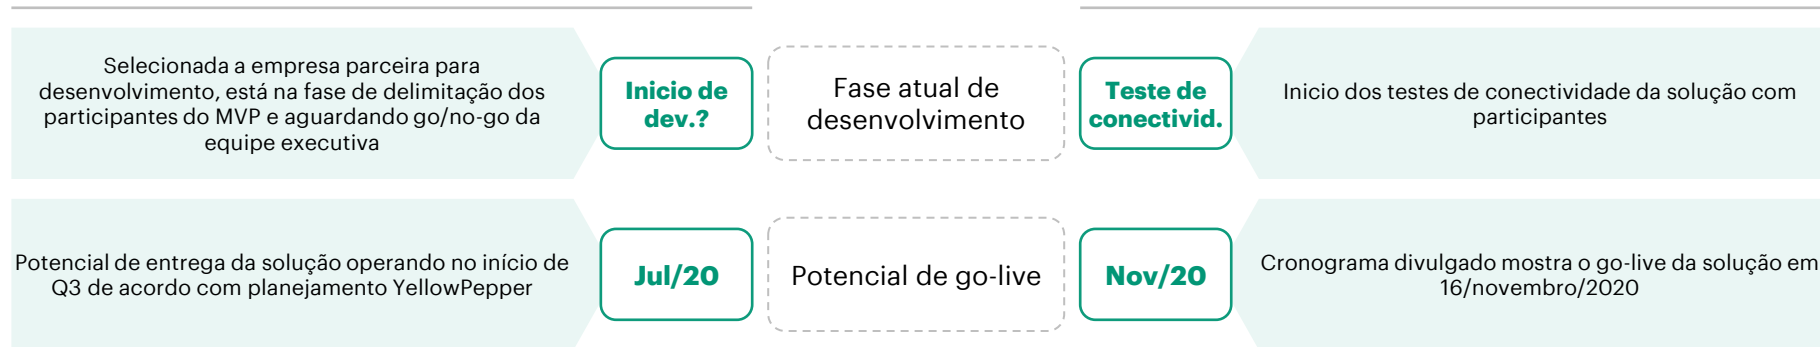 Selecionada a empresa parceira para
desenvolvimento, está na fase de delimitação dos
participantes do MVP e aguardando go/no-go da
equipe executiva
Inicio de
dev.?
Fase atual de
desenvolvimento
Teste de
conectivid.
Inicio dos testes de conectividade da solução com
participantes
Potencial de entrega da solução operando no início de
Q3 de acordo com planejamento YellowPepper
Jul/20
Potencial de go-live
Nov/20
Cronograma divulgado mostra o go-live da solução em
16/novembro/2020